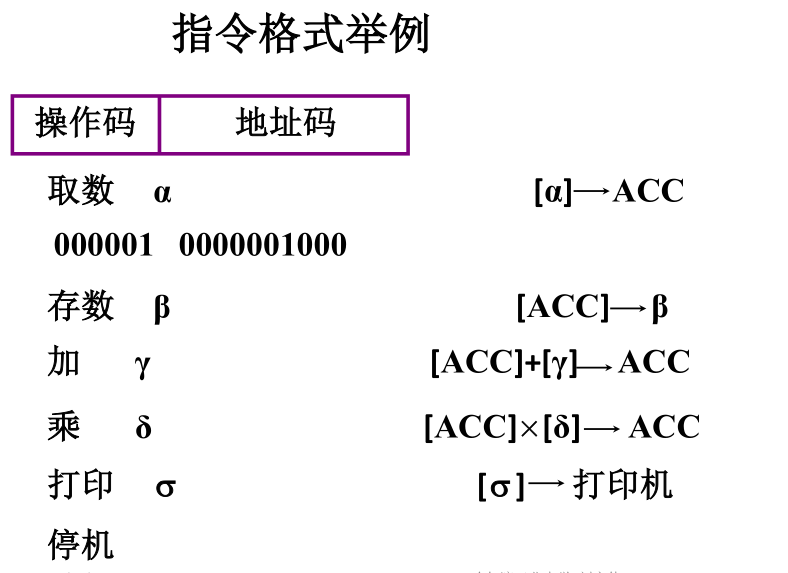 指令格式举例
操作码 地址码
取数 α [α]→ACC
000001 0000001000
存数 β [ACC]→β
加 γ [ACC]+[γ]→ACC
乘 δ [ACC]×[δ]→ ACC
打印 σ [σ]→ 打印机
停机